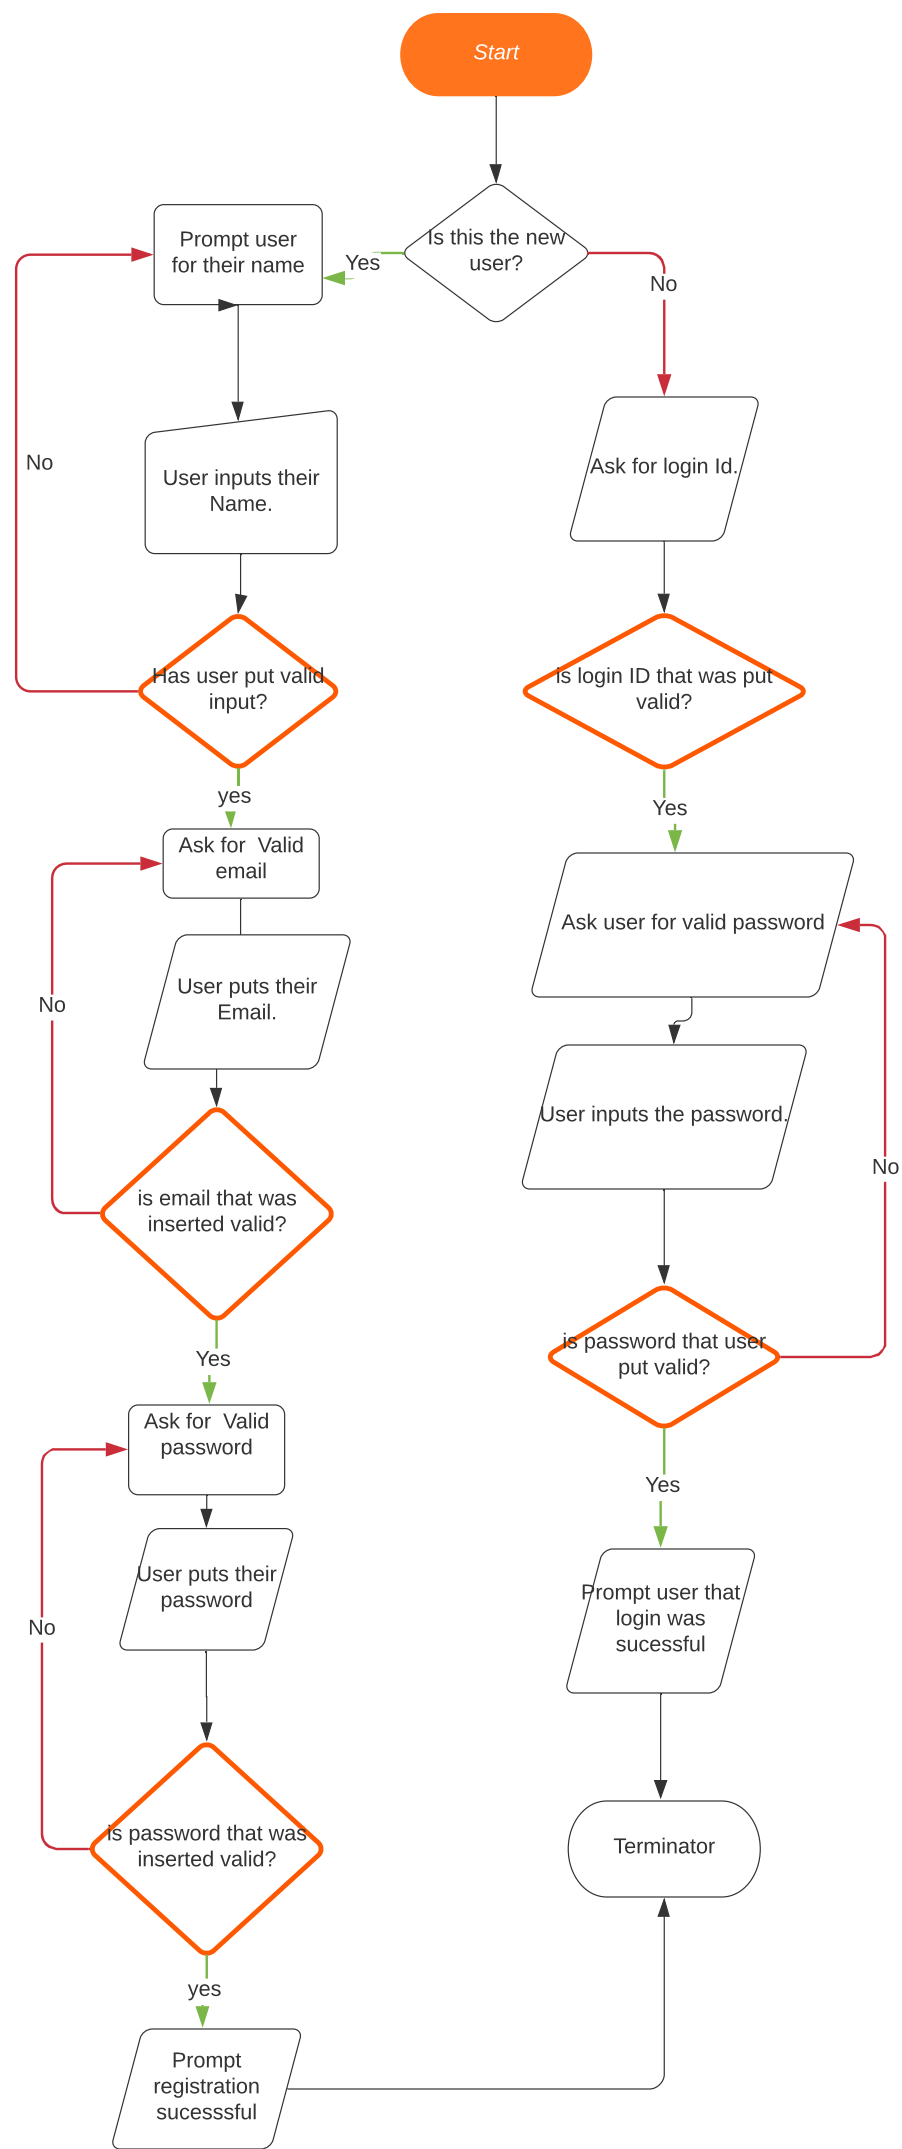 Start
Is this the new
user?
Yes
No
Prompt user
for their name
User inputs their
Name.
Has user put valid
input?
No
yes
Ask for  Valid
email
User puts their
Email.
is email that was
inserted valid?
No
Yes
Ask for  Valid
password
User puts their
password
is password that was
inserted valid?
No
yes
Prompt
registration
sucesssful
Ask for login Id.
is login ID that was put
valid?
Yes
Ask user for valid password
User inputs the password.
is password that user
put valid?
No
Yes
Prompt user that
login was
sucessful
Terminator